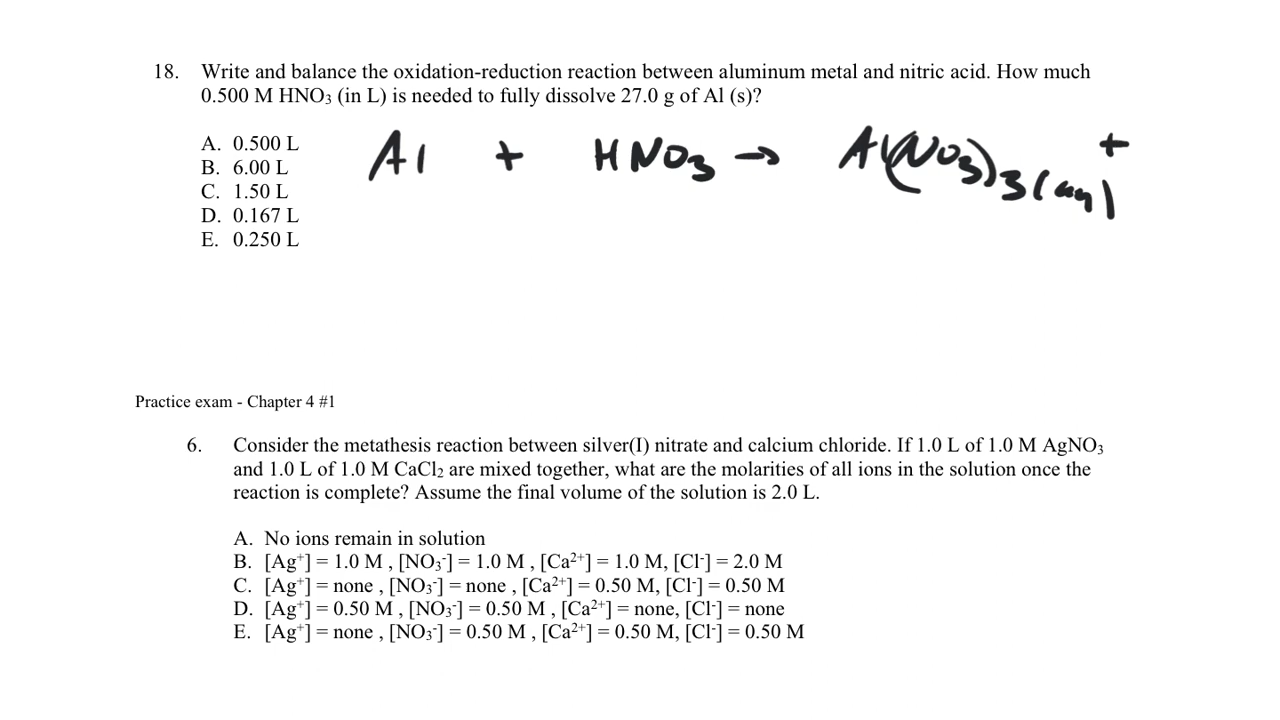 18. Write and balance the oxidation-reduction reaction between aluminum metal and nitric acid. How much
0.500 M HNO₃ (in L) is needed to fully dissolve 27.0 g of Al (s)?
A. 0.500 L
B. 6.00 L
C. 1.50 L
D. 0.167 L
E. 0.250 L
Al + HNO₃ → Al(NO₃)₃(aq) +
Practice exam - Chapter 4 #1
6. Consider the metathesis reaction between silver(I) nitrate and calcium chloride. If 1.0 L of 1.0 M AgNO₃
and 1.0 L of 1.0 M CaCl₂ are mixed together, what are the molarities of all ions in the solution once the
reaction is complete? Assume the final volume of the solution is 2.0 L.
A. No ions remain in solution
B. [Ag⁺] = 1.0 M , [NO₃⁻] = 1.0 M , [Ca²⁺] = 1.0 M, [Cl⁻] = 2.0 M
C. [Ag⁺] = none , [NO₃⁻] = none , [Ca²⁺] = 0.50 M, [Cl⁻] = 0.50 M
D. [Ag⁺] = 0.50 M , [NO₃⁻] = 0.50 M , [Ca²⁺] = none, [Cl⁻] = none
E. [Ag⁺] = none , [NO₃⁻] = 0.50 M , [Ca²⁺] = 0.50 M, [Cl⁻] = 0.50 M